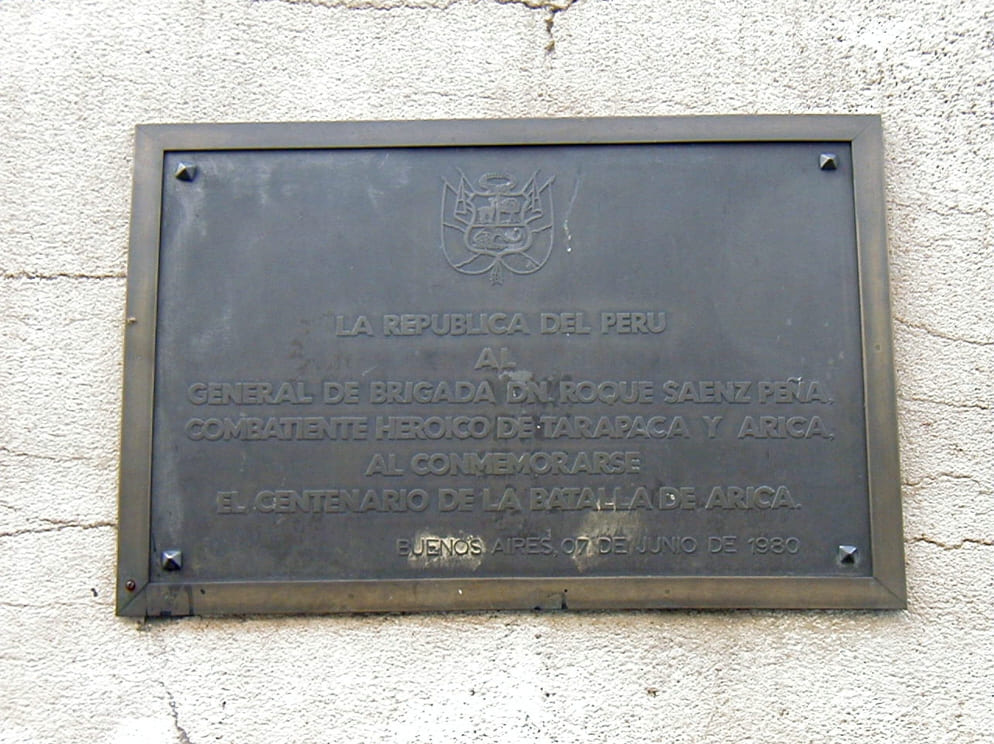 LA REPUBLICA DEL PERU
AL
GENERAL DE BRIGADA DN. ROQUE SAENZ PEÑA,
COMBATIENTE HEROICO DE TARAPACA Y ARICA,
AL CONMEMORARSE
EL CENTENARIO DE LA BATALLA DE ARICA.
BUENOS AIRES, 07 DE JUNIO DE 1980